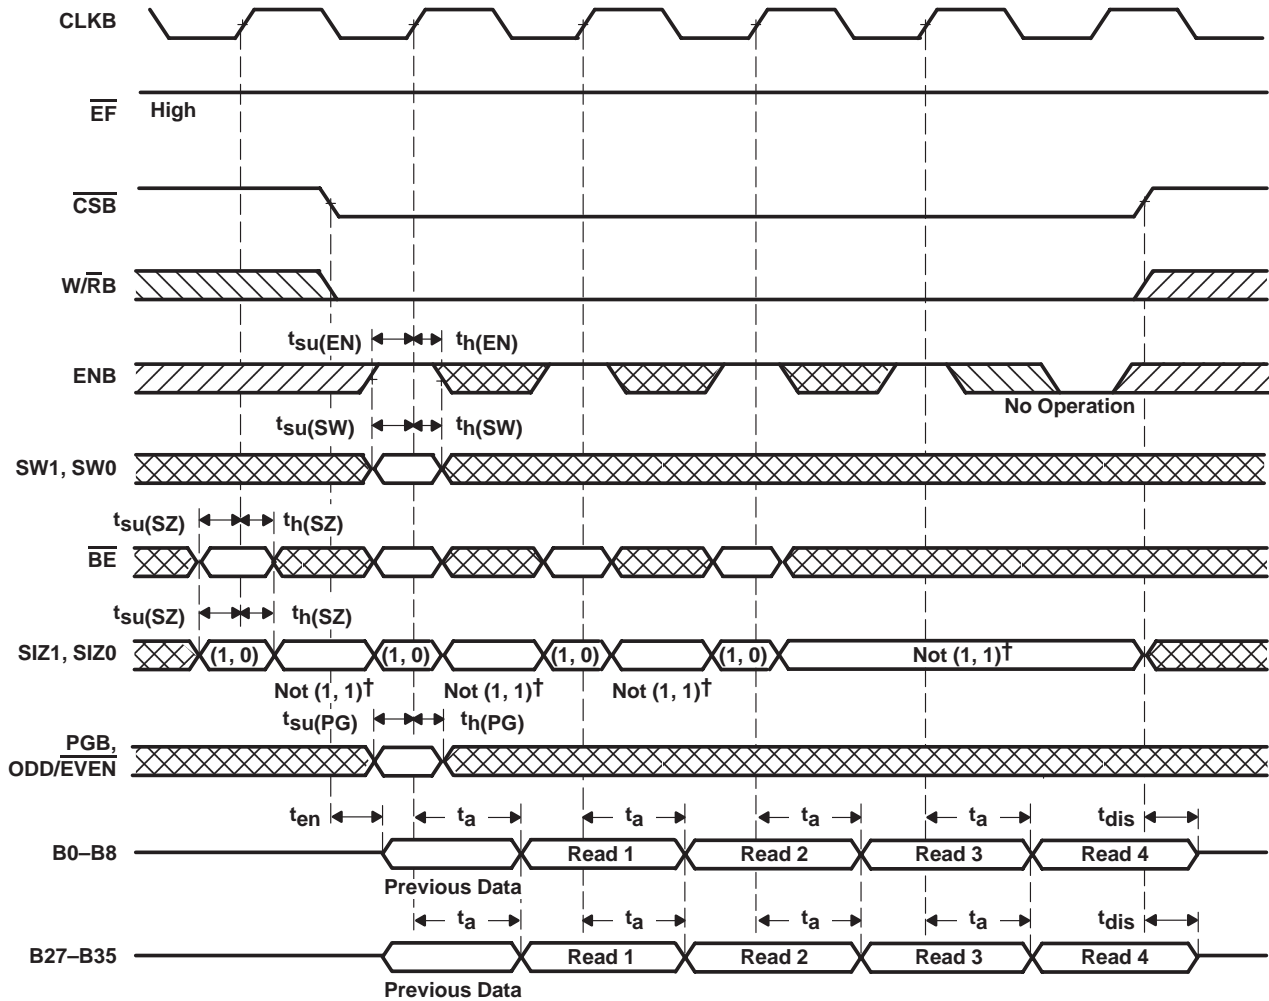 CLKB
EF
High
CSB
W/RB
tsu(EN)
th(EN)
ENB
No Operation
tsu(SW)
th(SW)
SW1, SW0
tsu(SZ)
th(SZ)
BE
tsu(SZ)
th(SZ)
SIZ1, SIZ0
(1, 0)
(1, 0)
(1, 0)
(1, 0)
Not (1, 1)†
Not (1, 1)†
Not (1, 1)†
Not (1, 1)†
tsu(PG)
th(PG)
PGB,
ODD/EVEN
ten
ta
ta
ta
ta
tdis
B0–B8
Read 1
Read 2
Read 3
Read 4
Previous Data
ta
ta
ta
ta
tdis
B27–B35
Read 1
Read 2
Read 3
Read 4
Previous Data